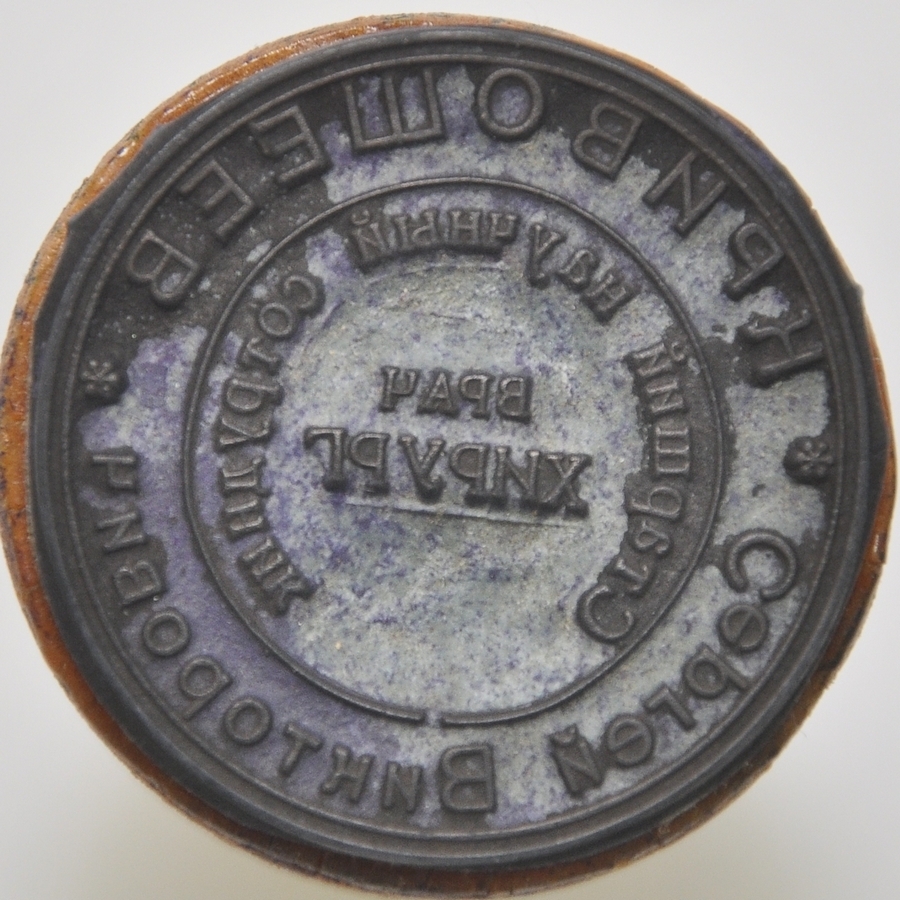 КРИВОШЕЕВ
* Сергей Викторович *
Старший научный сотрудник
ВРАЧ
ХИРУРГ